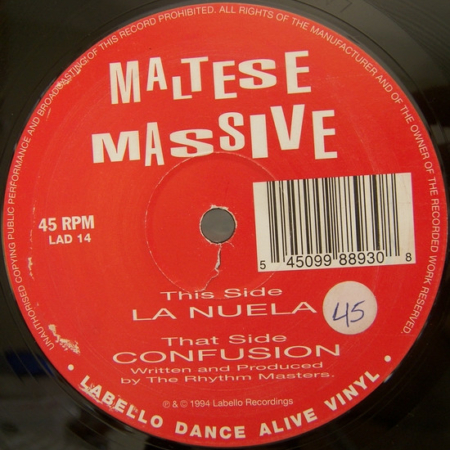 UNAUTHORISED COPYING PUBLIC PERFORMANCE AND BROADCASTING OF THIS RECORD PROHIBITED. ALL RIGHTS OF THE MANUFACTURER AND OF THE OWNER OF THE RECORDED WORK RESERVED.
MALTESE
MASSIVE
45 RPM
LAD 14
5 45099 88930 8
This Side
LA NUELA
45
That Side
CONFUSION
Written and Produced
by The Rhythm Masters.
℗ & © 1994 Labello Recordings
• LABELLO DANCE ALIVE VINYL •